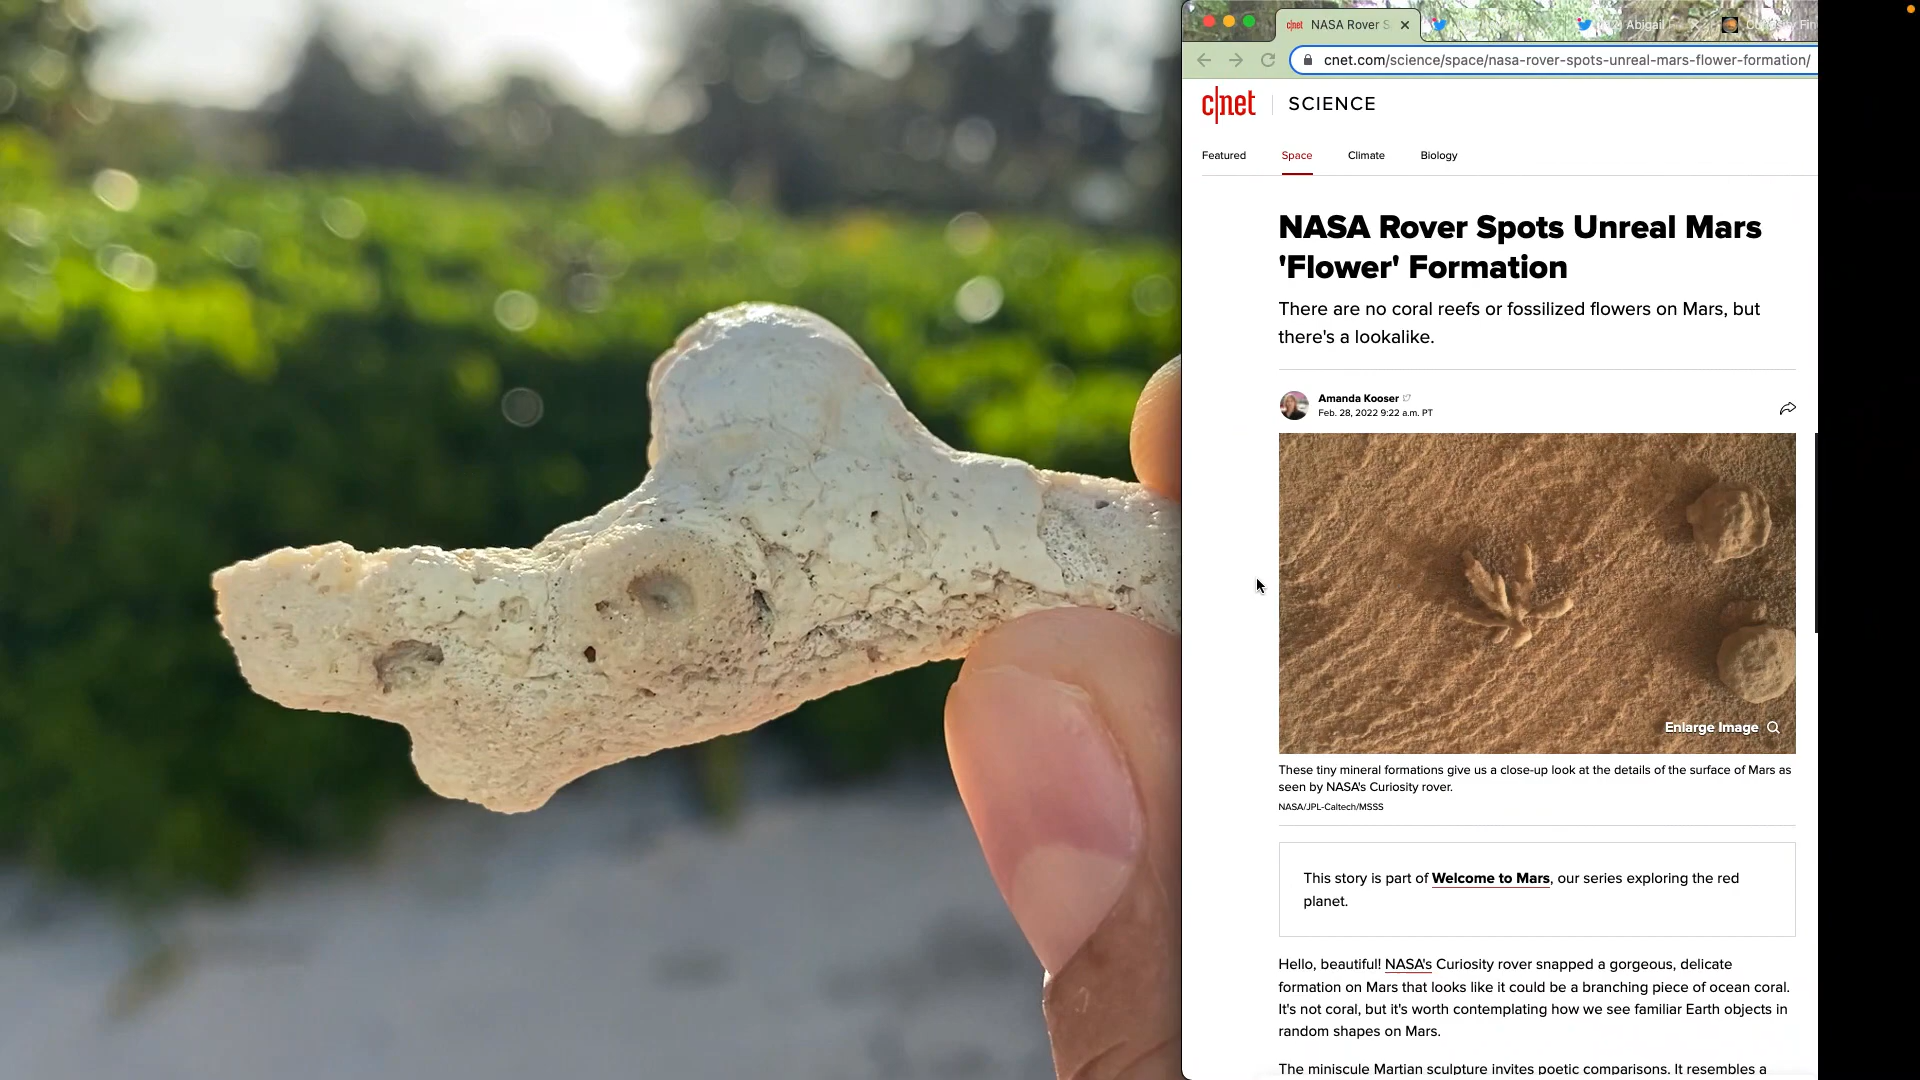 NASA Rover S
Abigail
Fin
cnet.com/science/space/nasa-rover-spots-unreal-mars-flower-formation/
c|net
SCIENCE
Featured
Space
Climate
Biology
NASA Rover Spots Unreal Mars
'Flower' Formation
There are no coral reefs or fossilized flowers on Mars, but
there's a lookalike.
Amanda Kooser
Feb. 28, 2022 9:22 a.m. PT
Enlarge Image
These tiny mineral formations give us a close-up look at the details of the surface of Mars as
seen by NASA's Curiosity rover.
NASA/JPL-Caltech/MSSS
This story is part of Welcome to Mars, our series exploring the red
planet.
Hello, beautiful! NASA's Curiosity rover snapped a gorgeous, delicate
formation on Mars that looks like it could be a branching piece of ocean coral.
It's not coral, but it's worth contemplating how we see familiar Earth objects in
random shapes on Mars.
The miniscule Martian sculpture invites poetic comparisons. It resembles a